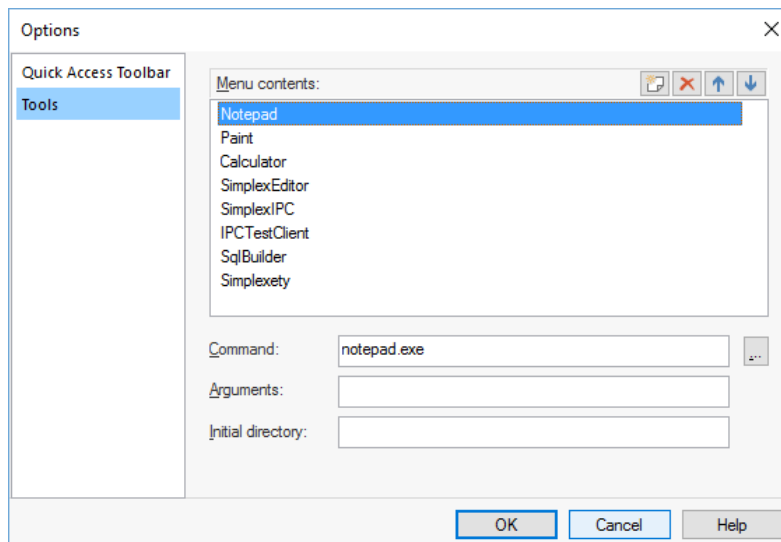 Options
Quick Access Toolbar
Tools
Menu contents:
Notepad
Paint
Calculator
SimplexEditor
SimplexIPC
IPCTestClient
SqlBuilder
Simplexety
Command:
notepad.exe
...
Arguments:
Initial directory:
OK
Cancel
Help